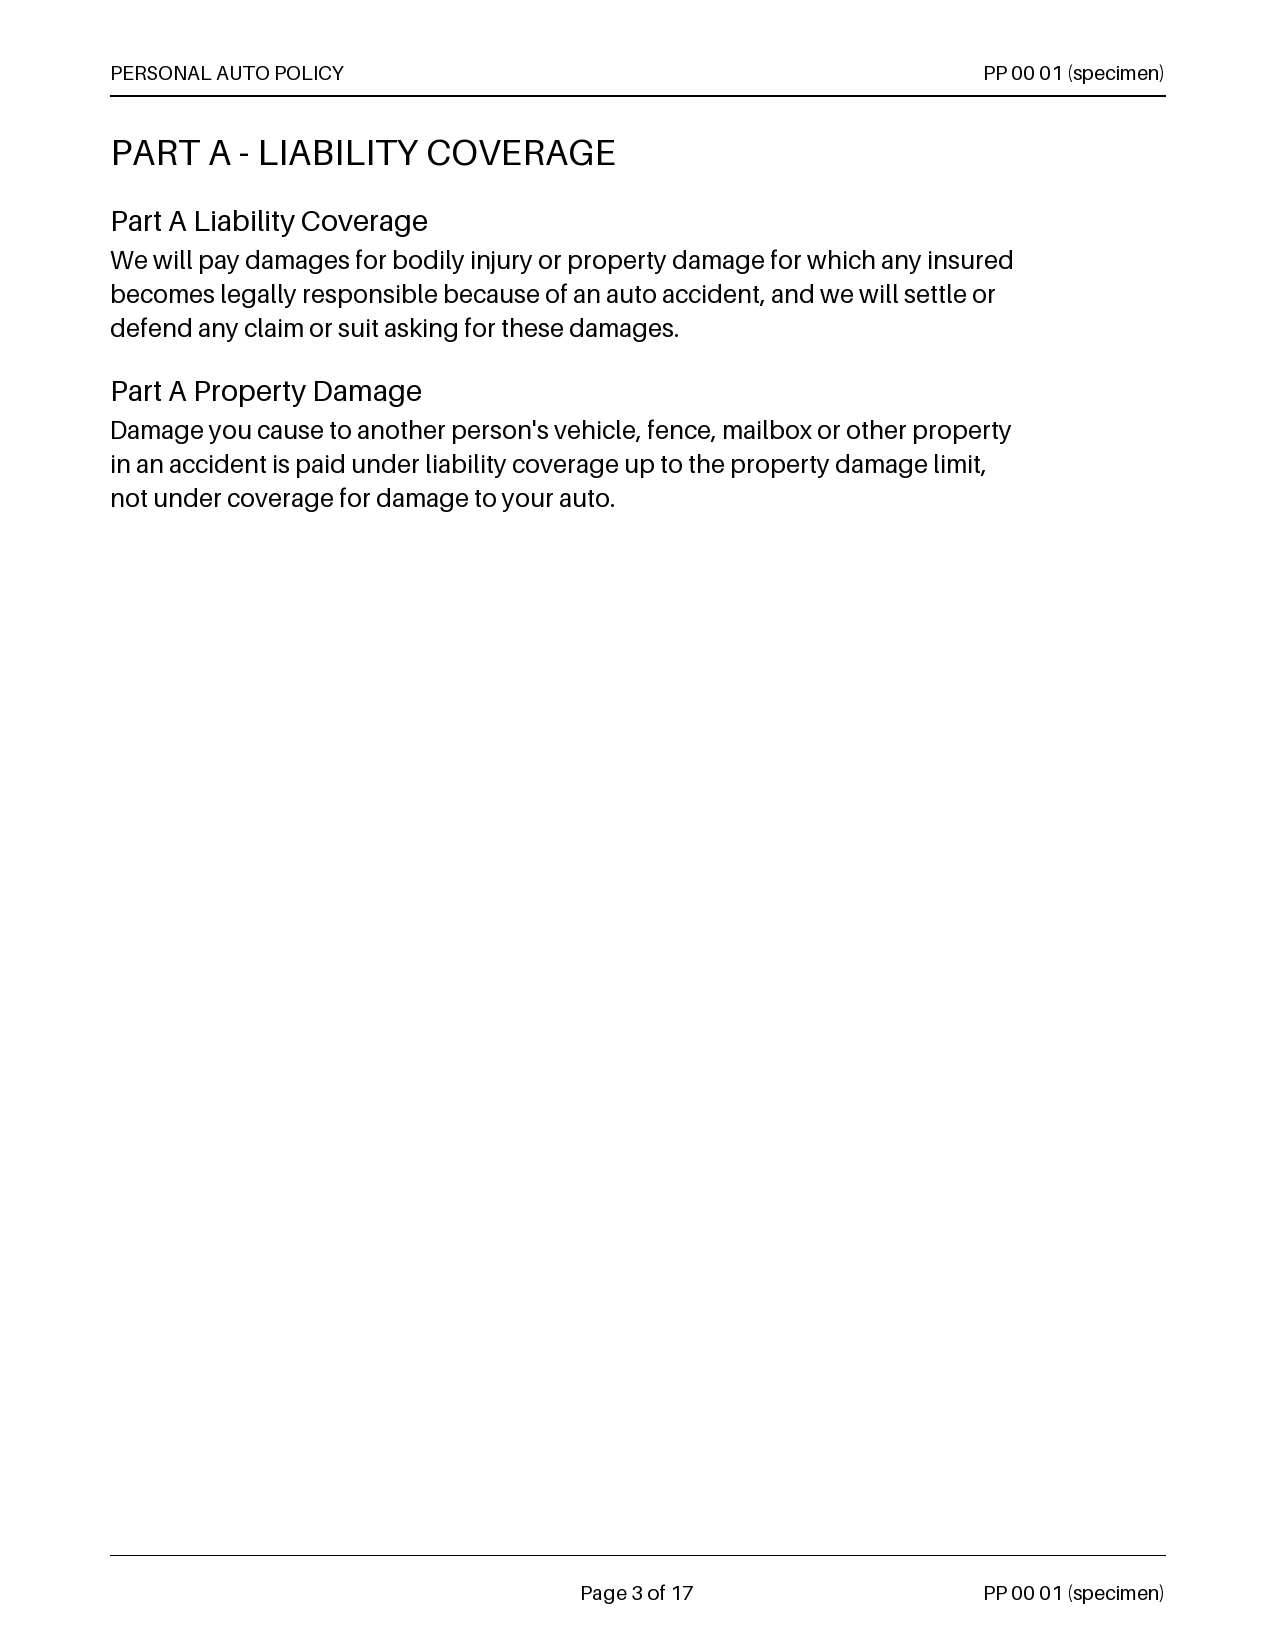 PERSONAL AUTO POLICY PP 00 01 (specimen)
PART A - LIABILITY COVERAGE
Part A Liability Coverage
We will pay damages for bodily injury or property damage for which any insured
becomes legally responsible because of an auto accident, and we will settle or
defend any claim or suit asking for these damages.
Part A Property Damage
Damage you cause to another person's vehicle, fence, mailbox or other property
in an accident is paid under liability coverage up to the property damage limit,
not under coverage for damage to your auto.
Page 3 of 17 PP 00 01 (specimen)